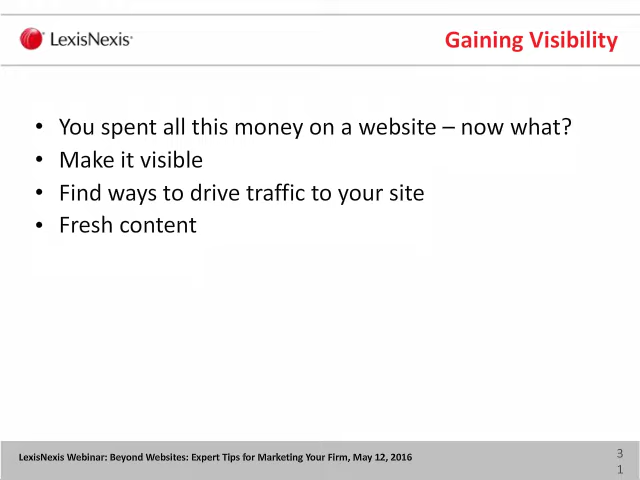 LexisNexis®
Gaining Visibility
• You spent all this money on a website – now what?
• Make it visible
• Find ways to drive traffic to your site
• Fresh content
LexisNexis Webinar: Beyond Websites: Expert Tips for Marketing Your Firm, May 12, 2016
3
1